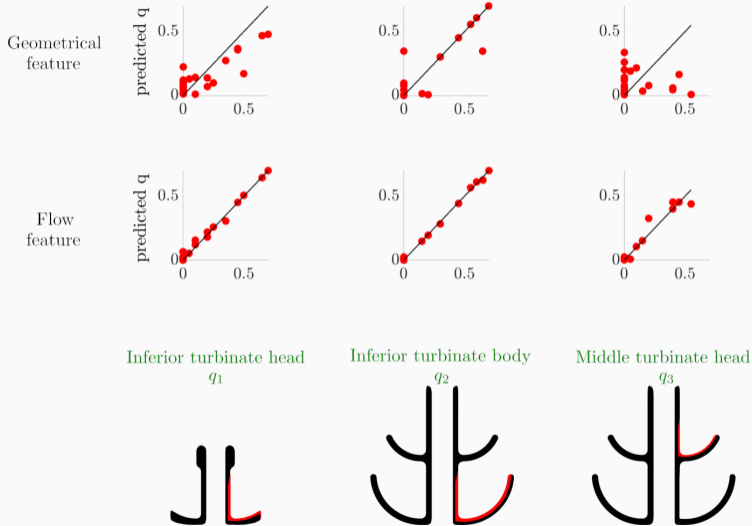 Geometrical
feature
predicted q
0.5
0
0
0.5
0.5
0
0
0.5
0.5
0
0
0.5
Flow
feature
predicted q
0.5
0
0
0.5
0.5
0
0
0.5
0.5
0
0
0.5
Inferior turbinate head
q₁
Inferior turbinate body
q₂
Middle turbinate head
q₃